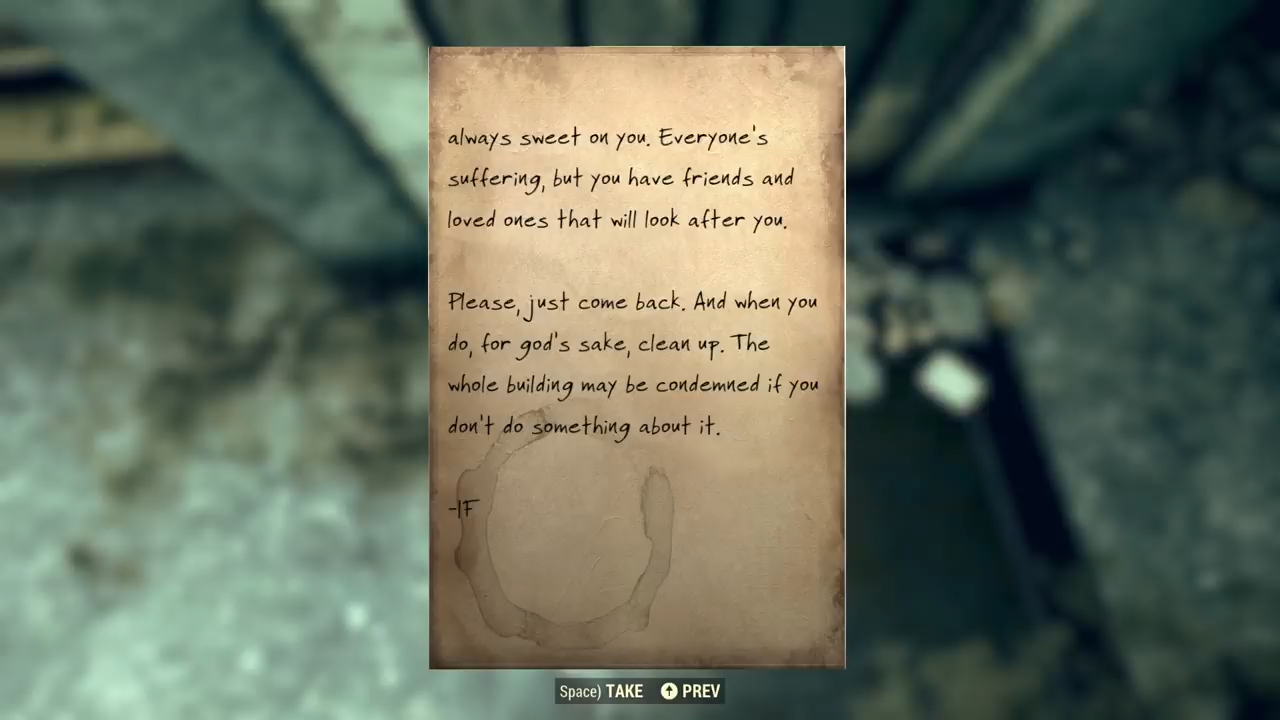 always sweet on you. Everyone's
suffering, but you have friends and
loved ones that will look after you.
Please, just come back. And when you
do, for god's sake, clean up. The
whole building may be condemned if you
don't do something about it.
-IF
Space) TAKE PREV